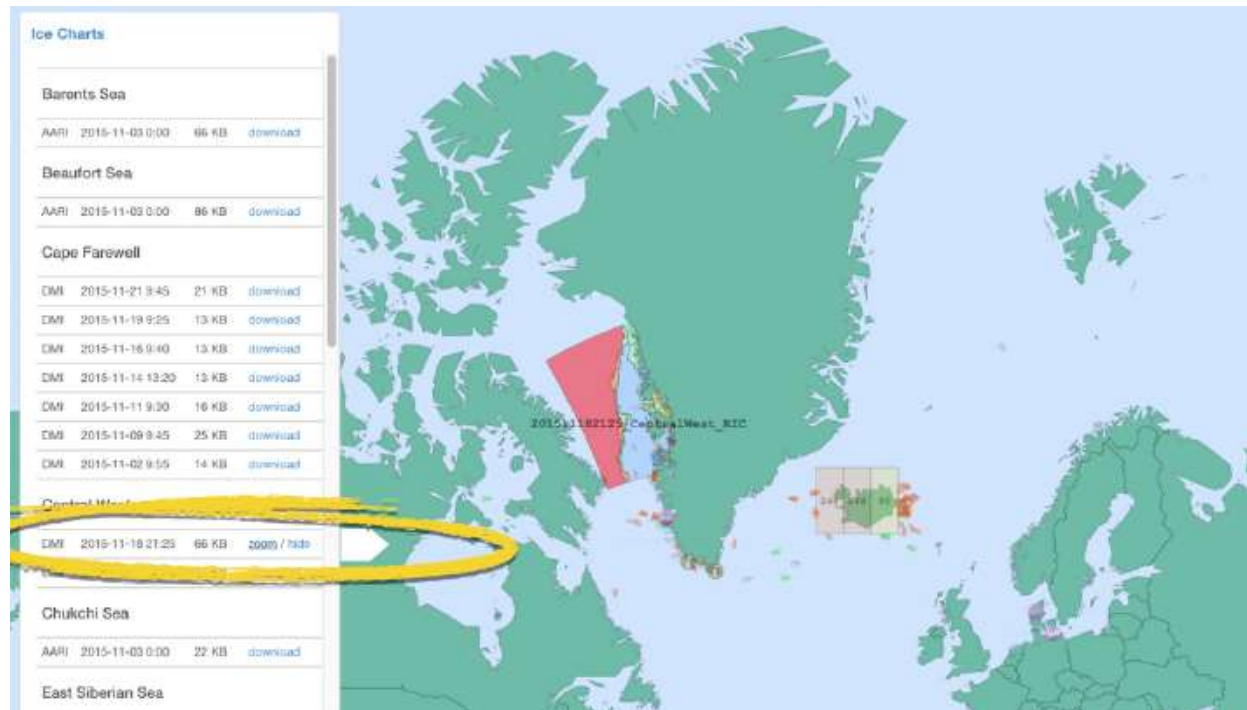 Ice Charts
Barents Sea
AARI 2015-11-03 0:00 66 KB download
Beaufort Sea
AARI 2015-11-03 0:00 86 KB download
Cape Farewell
DMI 2015-11-21 9:45 21 KB download
DMI 2015-11-19 9:25 13 KB download
DMI 2015-11-16 9:40 13 KB download
DMI 2015-11-14 13:20 13 KB download
DMI 2015-11-11 9:30 16 KB download
DMI 2015-11-09 9:45 25 KB download
DMI 2015-11-02 9:55 14 KB download
Central West
DMI 2015-11-18 21:25 66 KB zoom / hide
Chukchi Sea
AARI 2015-11-03 0:00 22 KB download
East Siberian Sea
201511182125_CentralWest_RIC